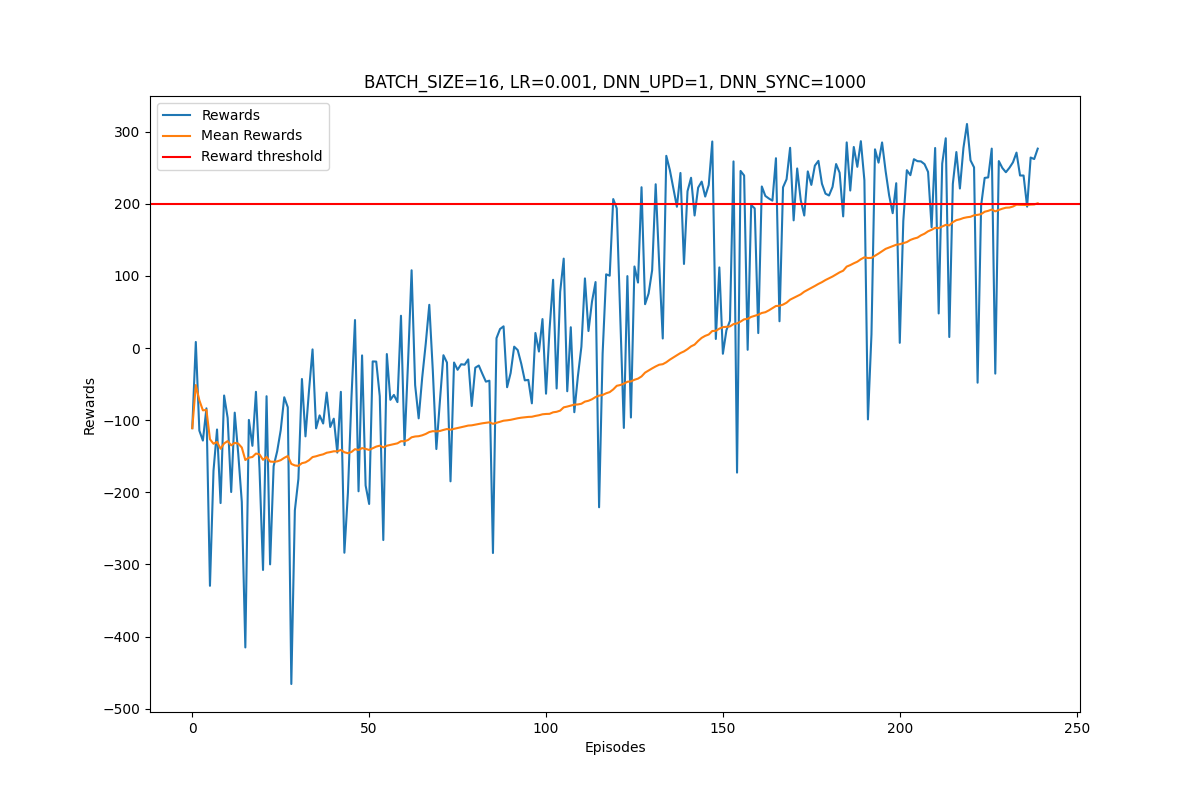 BATCH_SIZE=16, LR=0.001, DNN_UPD=1, DNN_SYNC=1000
Rewards
Mean Rewards
Reward threshold
300
200
100
0
−100
−200
−300
−400
−500
Rewards
0 50 100 150 200 250
Episodes